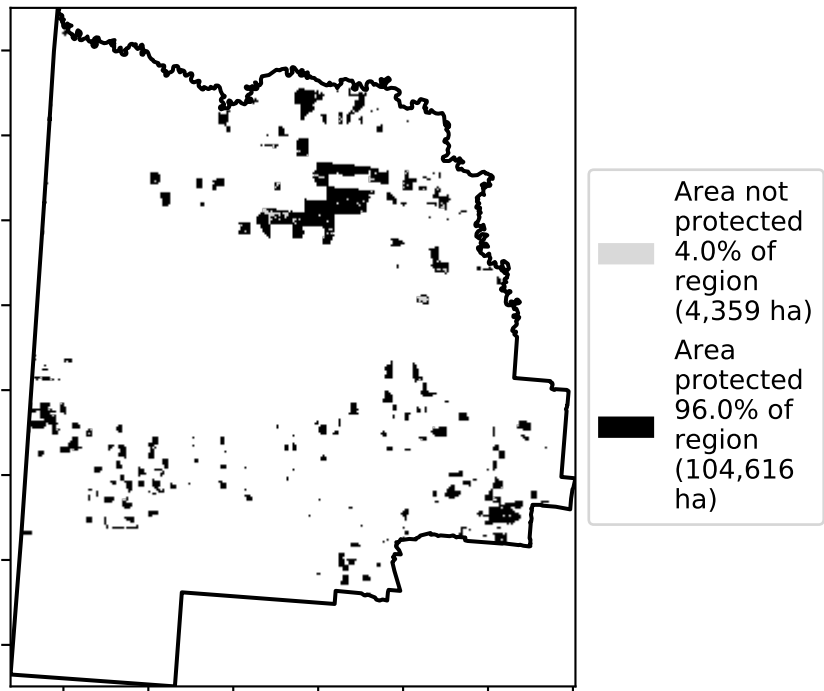 Area not
protected
4.0% of
region
(4,359 ha)
Area
protected
96.0% of
region
(104,616
ha)